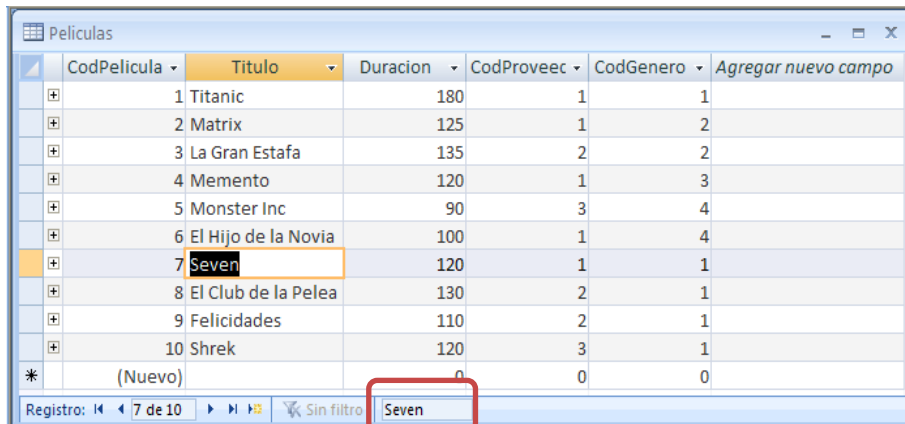 Peliculas
CodPelicula Titulo Duracion CodProveec CodGenero Agregar nuevo campo
1 Titanic 180 1 1
2 Matrix 125 1 2
3 La Gran Estafa 135 2 2
4 Memento 120 1 3
5 Monster Inc 90 3 4
6 El Hijo de la Novia 100 1 4
7 Seven 120 1 1
8 El Club de la Pelea 130 2 1
9 Felicidades 110 2 1
10 Shrek 120 3 1
(Nuevo) 0 0 0
Registro: 7 de 10 Sin filtro Seven